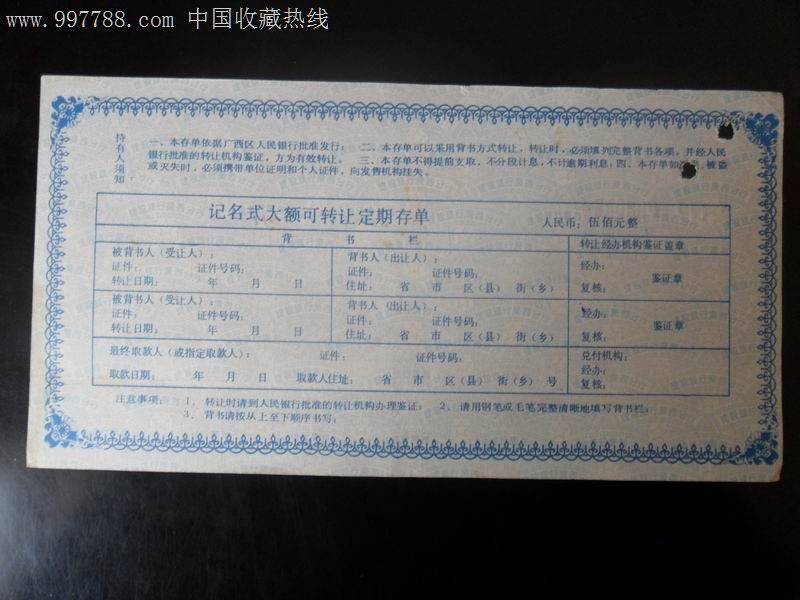 www.997788.com 中国收藏热线
持有人须知
一、本存单依据广西区人民银行批准发行；二、本存单可以采用背书方式转让，转让时，必须填列完整背书各项，并经人民
银行批准的转让机构鉴证，方为有效转让。三、本存单不得提前支取，不分段计息，不计逾期利息；四、本存单如 被盗
或灭失时，必须携带单位证明和个人证件，向发售机构挂失。
记名式大额可转让定期存单 人民币：伍佰元整
背 书 栏 转让经办机构鉴证盖章
被背书人（受让人）： 背书人（出让人）： 经办：
证件： 证件号码： 证件： 证件号码： 鉴证章
转让日期： 年 月 日 住址： 省 市 区（县） 街（乡） 复核：
被背书人（受让人）： 背书人（出让人）： 经办：
证件： 证件号码： 证件： 证件号码： 鉴证章
转让日期： 年 月 日 住址： 省 市 区（县） 街（乡） 复核：
最终取款人（或指定取款人）： 证件： 证件号码： 兑付机构：
经办：
取款日期： 年 月 日 取款人住址： 省 市 区（县） 街（乡） 号 复核：
注意事项： 1．转让时请到人民银行批准的转让机构办理鉴证； 2．请用钢笔或毛笔完整清晰地填写背书栏；
3．背书请按从上至下顺序书写；